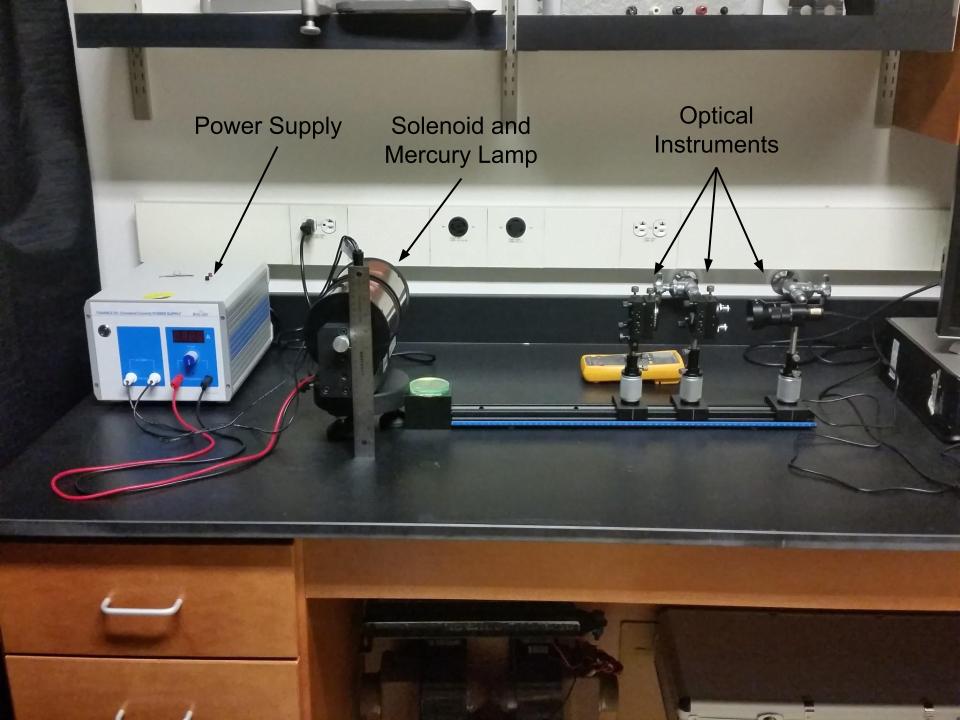 Power Supply
Solenoid and
Mercury Lamp
Optical
Instruments